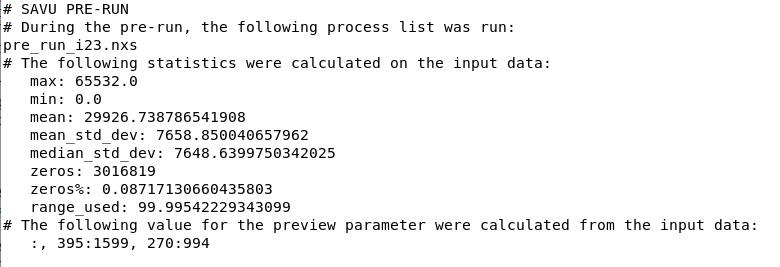 # SAVU PRE-RUN
# During the pre-run, the following process list was run:
pre_run_i23.nxs
# The following statistics were calculated on the input data:
max: 65532.0
min: 0.0
mean: 29926.738786541908
mean_std_dev: 7658.850040657962
median_std_dev: 7648.6399750342025
zeros: 3016819
zeros%: 0.08717130660435803
range_used: 99.99542229343099
# The following value for the preview parameter were calculated from the input data:
:, 395:1599, 270:994